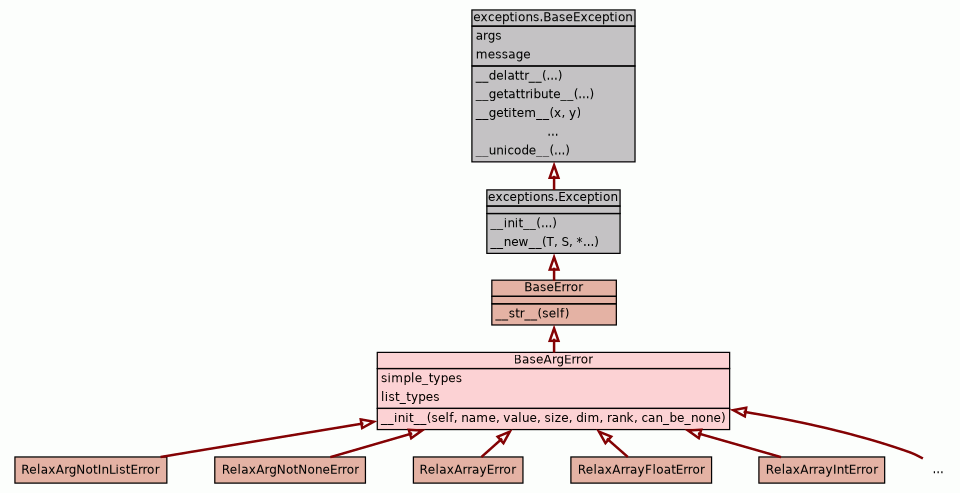 exceptions.BaseException
args
message
__delattr__(...)
__getattribute__(...)
__getitem__(x, y)
...
__unicode__(...)
exceptions.Exception
__init__(...)
__new__(T, S, *...)
BaseError
__str__(self)
BaseArgError
simple_types
list_types
__init__(self, name, value, size, dim, rank, can_be_none)
RelaxArgNotInListError
RelaxArgNotNoneError
RelaxArrayError
RelaxArrayFloatError
RelaxArrayIntError
...